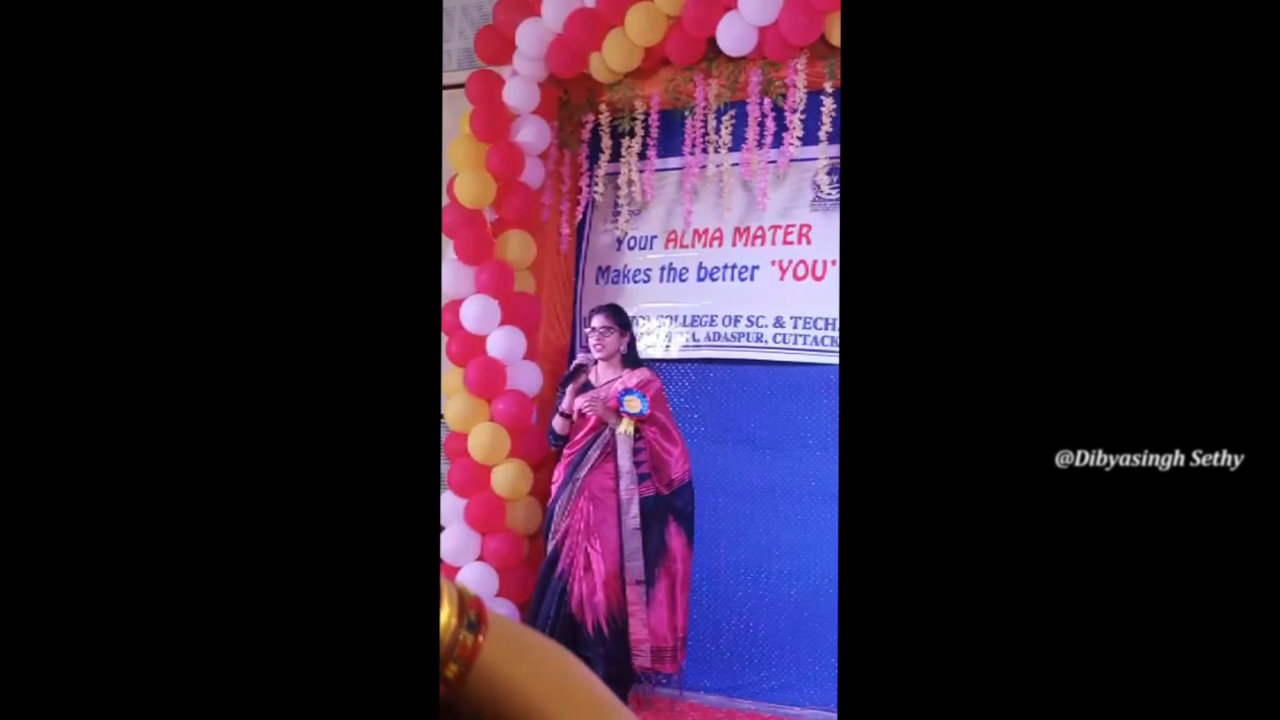 Your ALMA MATER
Makes the better "YOU"
COLLEGE OF SC. & TECH.
ADASPUR, CUTTACK
@Dibyasingh Sethy